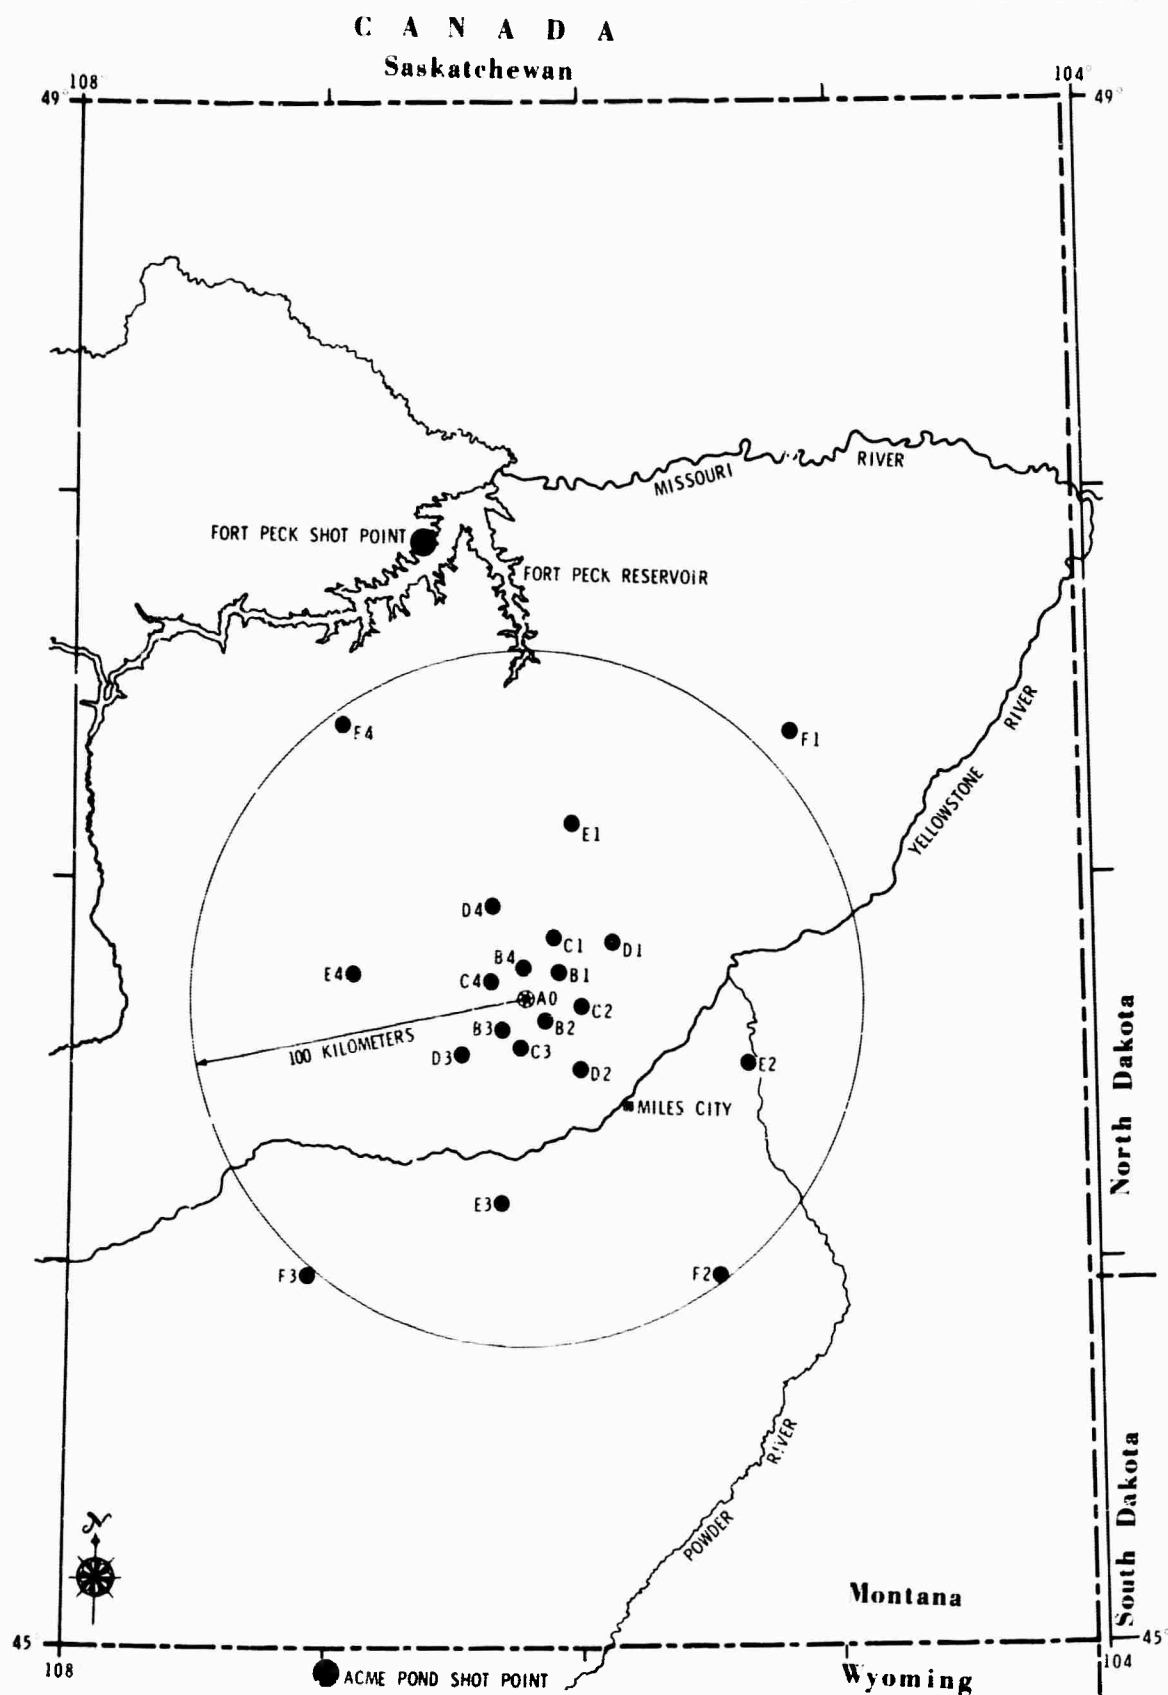 CANADA
Saskatchewan
108°
104°
49°
49°
MISSOURI RIVER
FORT PECK SHOT POINT
FORT PECK RESERVOIR
YELLOWSTONE RIVER
F4
F1
E1
D4
C1
D1
B4
B1
E4
C4
A0
C2
B3
B2
100 KILOMETERS
D3
C3
D2
E2
MILES CITY
E3
F3
F2
North Dakota
POWDER RIVER
South Dakota
N
Montana
45°
45°
108
104
ACME POND SHOT POINT
Wyoming